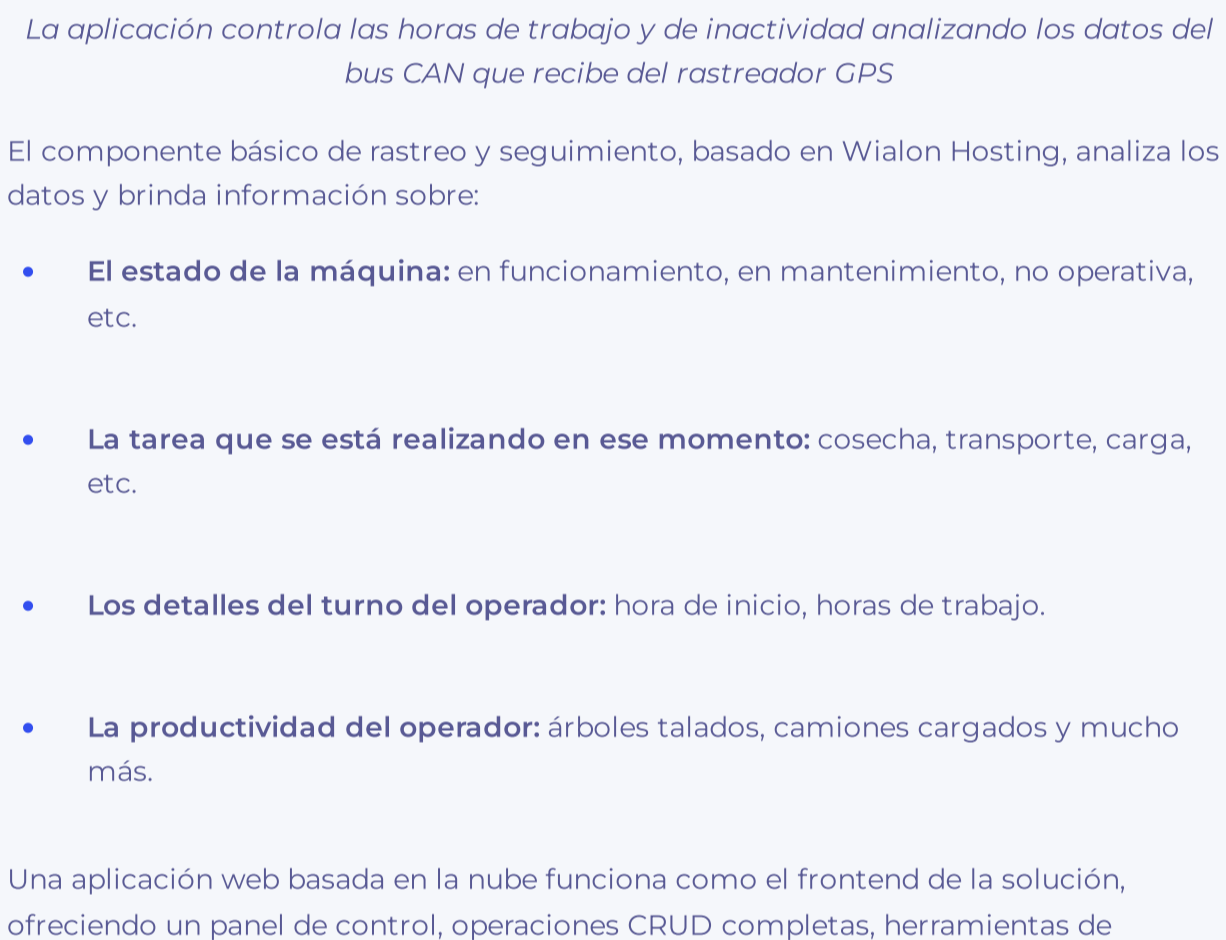 La aplicación controla las horas de trabajo y de inactividad analizando los datos del
bus CAN que recibe del rastreador GPS
El componente básico de rastreo y seguimiento, basado en Wialon Hosting, analiza los
datos y brinda información sobre:
• El estado de la máquina: en funcionamiento, en mantenimiento, no operativa,
etc.
• La tarea que se está realizando en ese momento: cosecha, transporte, carga,
etc.
• Los detalles del turno del operador: hora de inicio, horas de trabajo.
• La productividad del operador: árboles talados, camiones cargados y mucho
más.
Una aplicación web basada en la nube funciona como el frontend de la solución,
ofreciendo un panel de control, operaciones CRUD completas, herramientas de